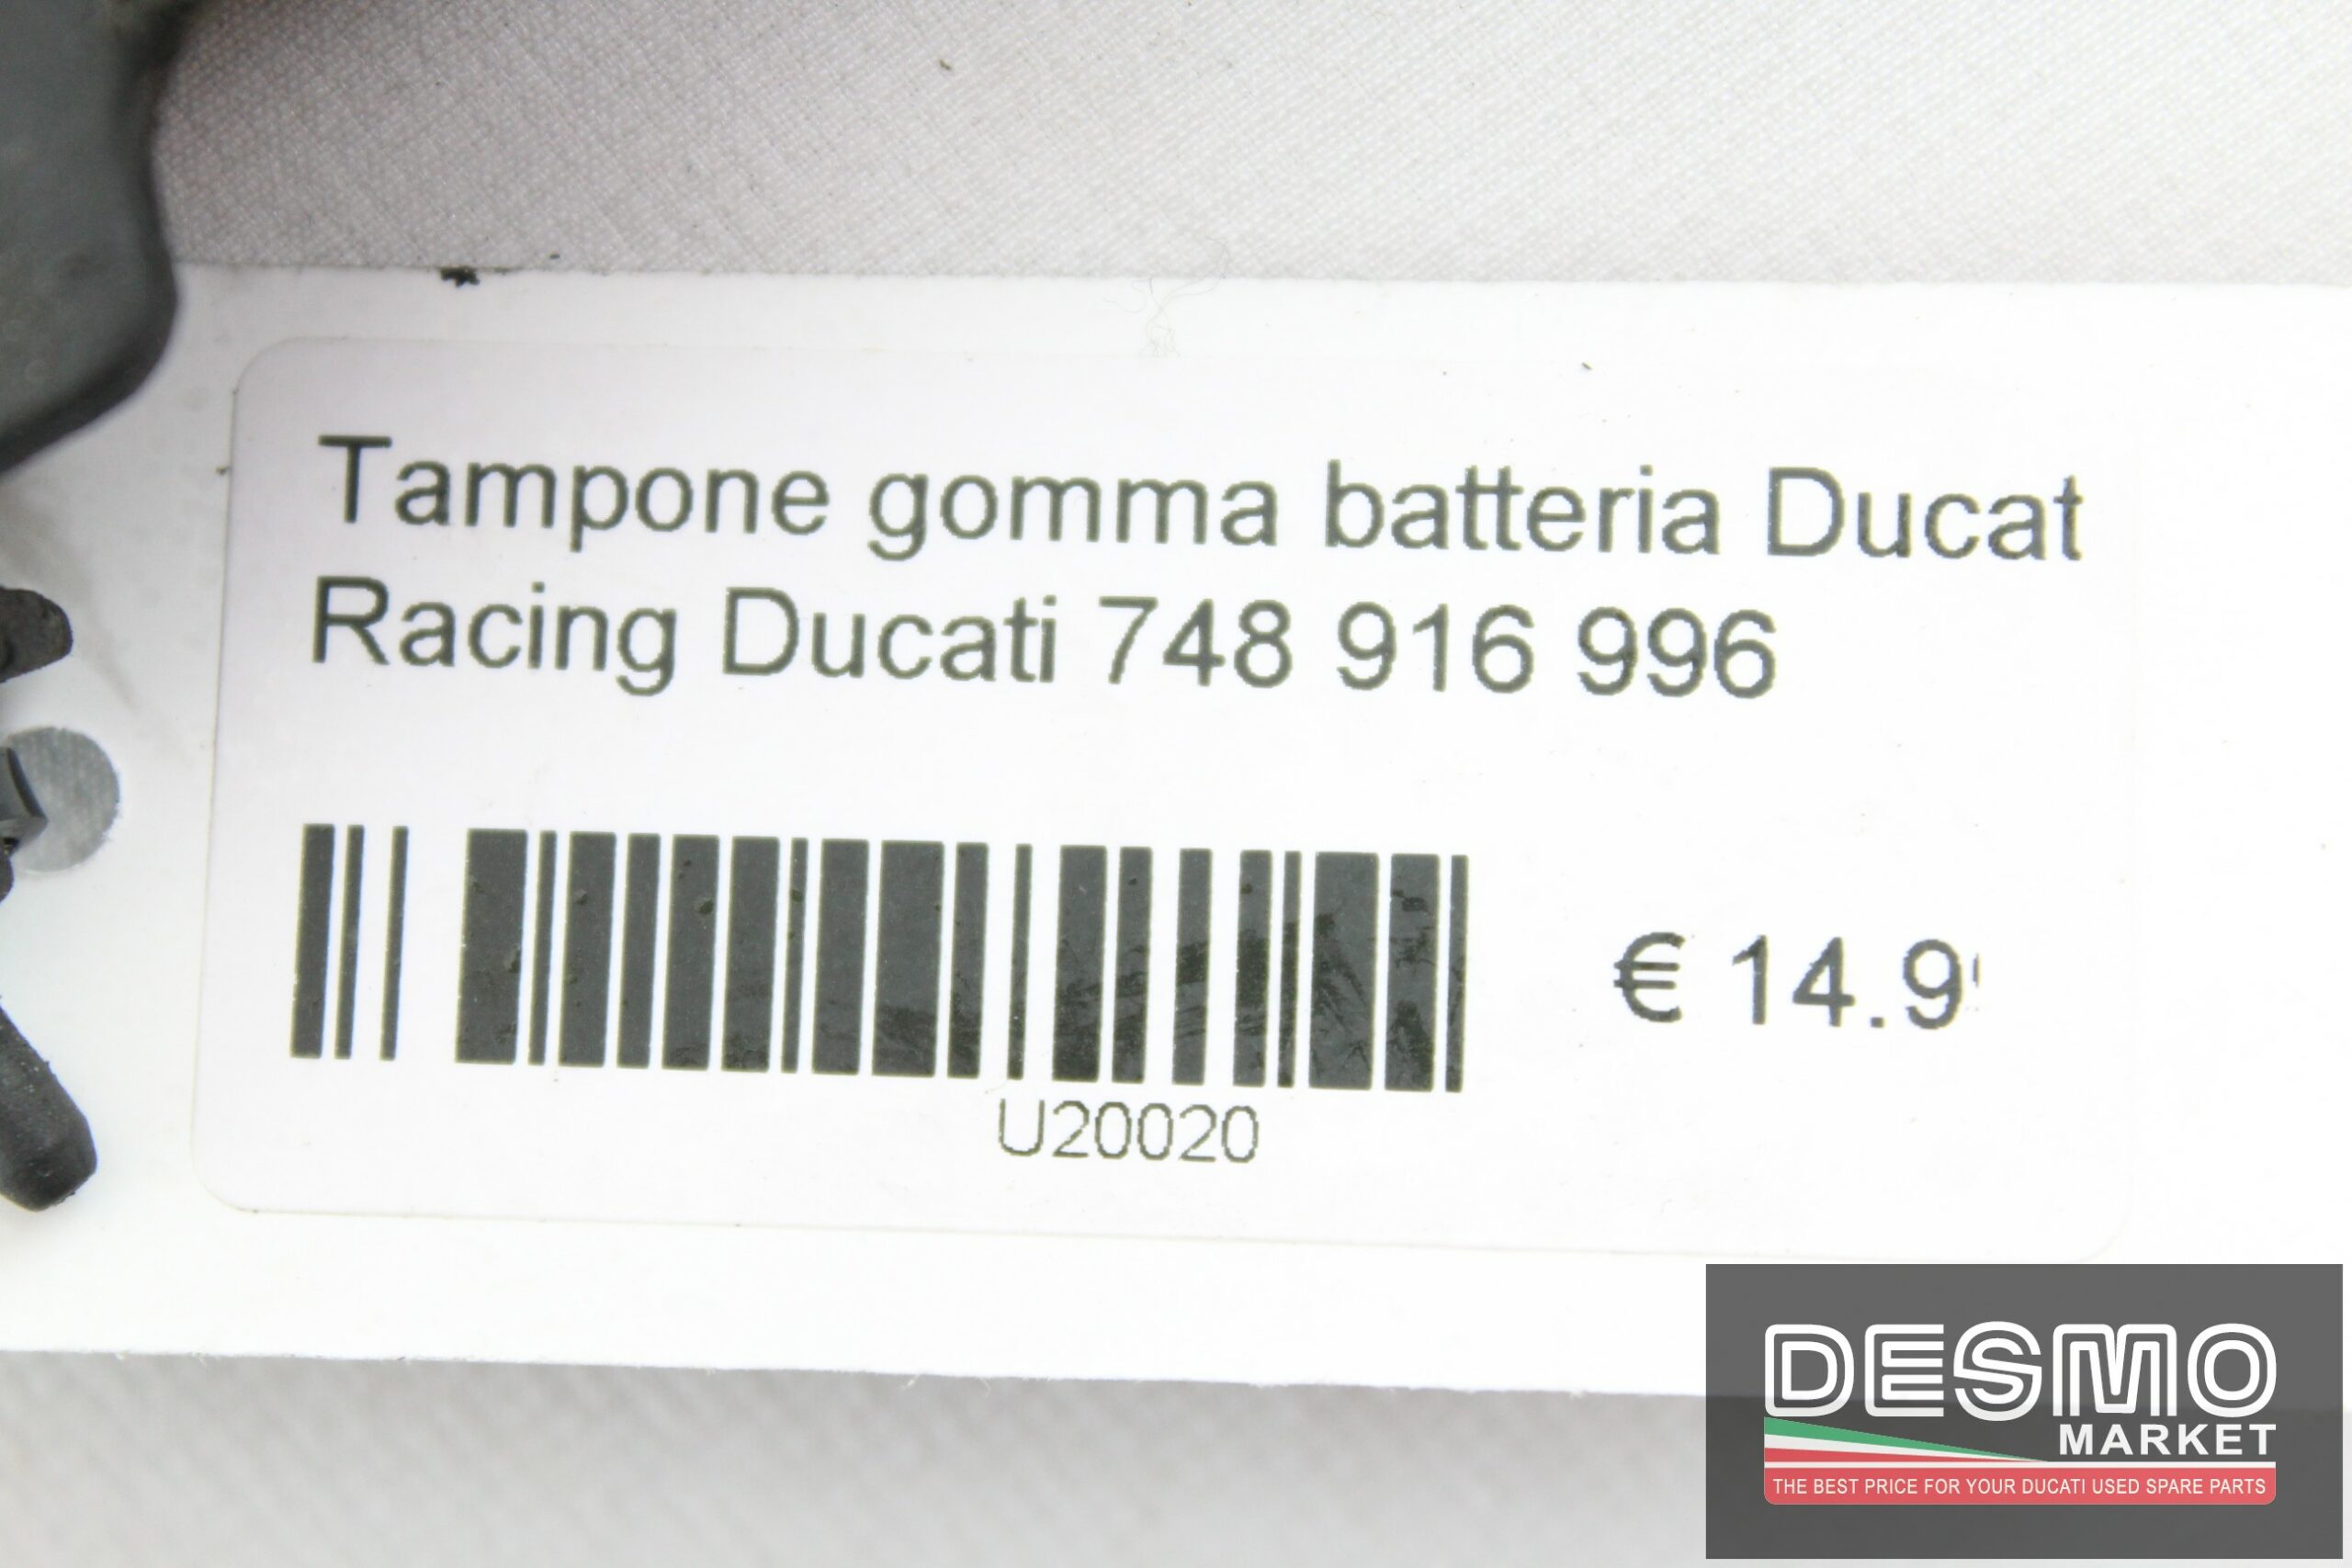 Tampone gomma batteria Ducat
Racing Ducati 748 916 996
€ 14.9
U20020
DESMO
MARKET
THE BEST PRICE FOR YOUR DUCATI USED SPARE PARTS